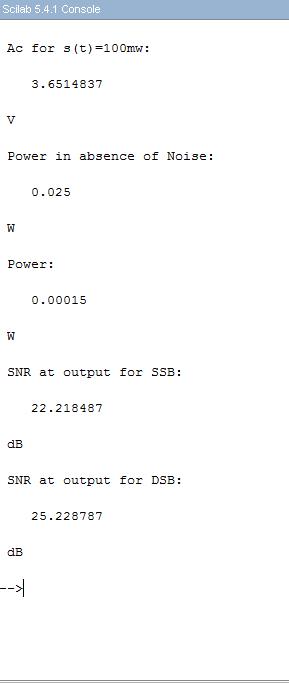 Scilab 5.4.1 Console
Ac for s(t)=100mw:
3.6514837
V
Power in absence of Noise:
0.025
W
Power:
0.00015
W
SNR at output for SSB:
22.218487
dB
SNR at output for DSB:
25.228787
dB
-->